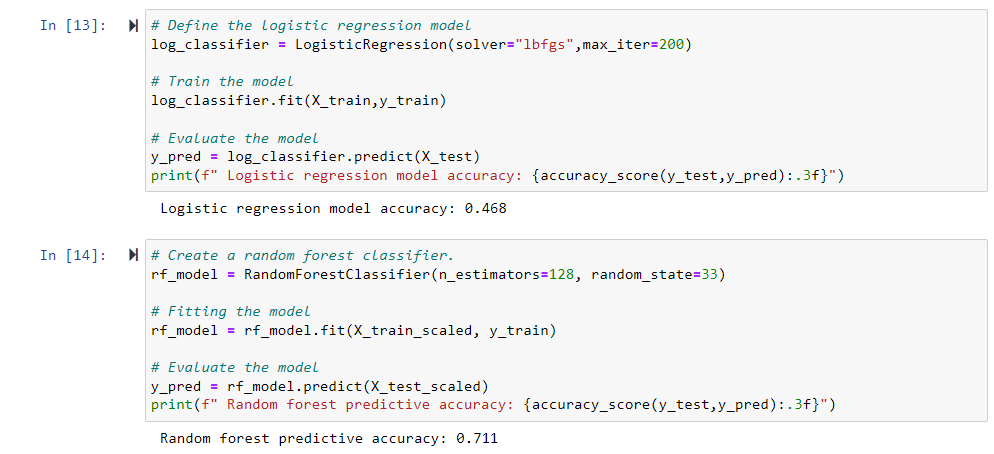 In [13]:
# Define the logistic regression model
log_classifier = LogisticRegression(solver="lbfgs",max_iter=200)
# Train the model
log_classifier.fit(X_train,y_train)
# Evaluate the model
y_pred = log_classifier.predict(X_test)
print(f" Logistic regression model accuracy: {accuracy_score(y_test,y_pred):.3f}")
Logistic regression model accuracy: 0.468
In [14]:
# Create a random forest classifier.
rf_model = RandomForestClassifier(n_estimators=128, random_state=33)
# Fitting the model
rf_model = rf_model.fit(X_train_scaled, y_train)
# Evaluate the model
y_pred = rf_model.predict(X_test_scaled)
print(f" Random forest predictive accuracy: {accuracy_score(y_test,y_pred):.3f}")
Random forest predictive accuracy: 0.711